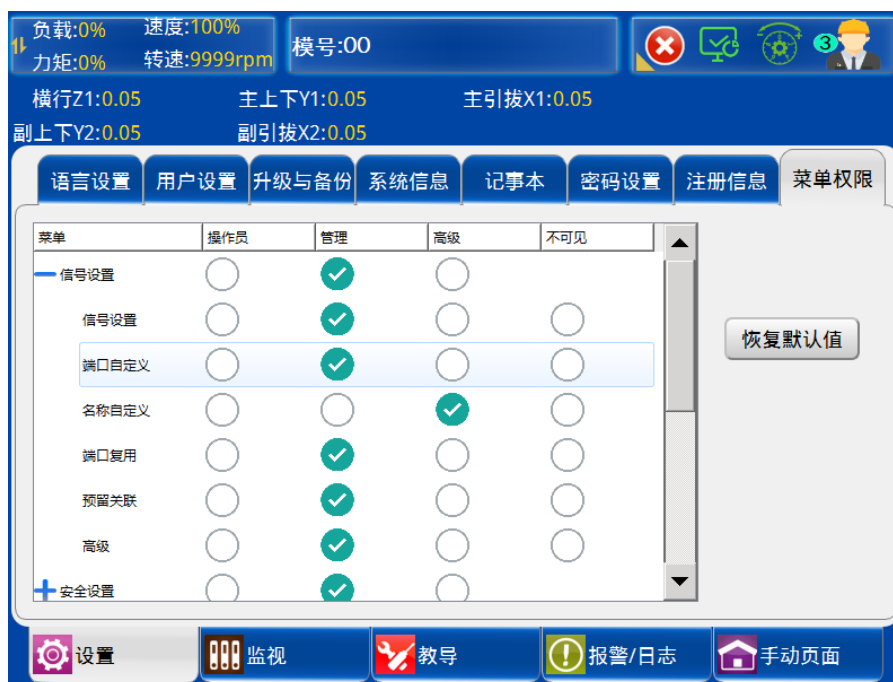 负载:0% 速度:100%
力矩:0% 转速:9999rpm
模号:00
3
横行Z1:0.05 主上下Y1:0.05 主引拔X1:0.05
副上下Y2:0.05 副引拔X2:0.05
语言设置 用户设置 升级与备份 系统信息 记事本 密码设置 注册信息 菜单权限
菜单 操作员 管理 高级 不可见
信号设置
信号设置
端口自定义
名称自定义
端口复用
预留关联
高级
安全设置
恢复默认值
设置 监视 教导 报警/日志 手动页面